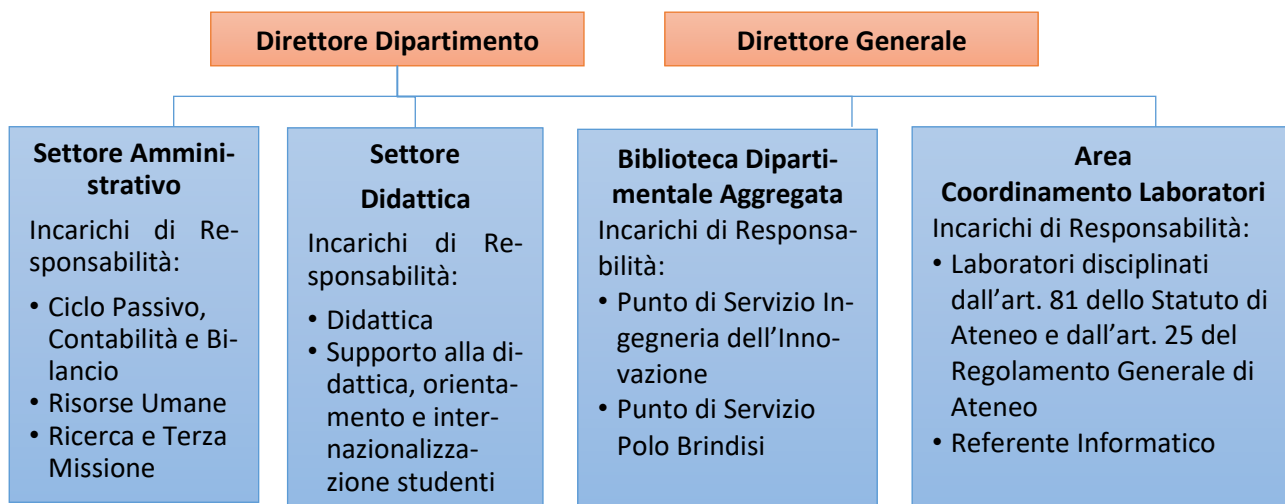 Direttore Dipartimento
Direttore Generale
Settore Ammini-
strativo
Incarichi di Re-
sponsabilità:
• Ciclo Passivo,
Contabilità e Bi-
lancio
• Risorse Umane
• Ricerca e Terza
Missione
Settore
Didattica
Incarichi di Re-
sponsabilità:
• Didattica
• Supporto alla di-
dattica, orienta-
mento e inter-
nazionalizza-
zione studenti
Biblioteca Diparti-
mentale Aggregata
Incarichi di Responsa-
bilità:
• Punto di Servizio In-
gegneria dell’Inno-
vazione
• Punto di Servizio
Polo Brindisi
Area
Coordinamento Laboratori
Incarichi di Responsabilità:
• Laboratori disciplinati
dall’art. 81 dello Statuto di
Ateneo e dall’art. 25 del
Regolamento Generale di
Ateneo
• Referente Informatico